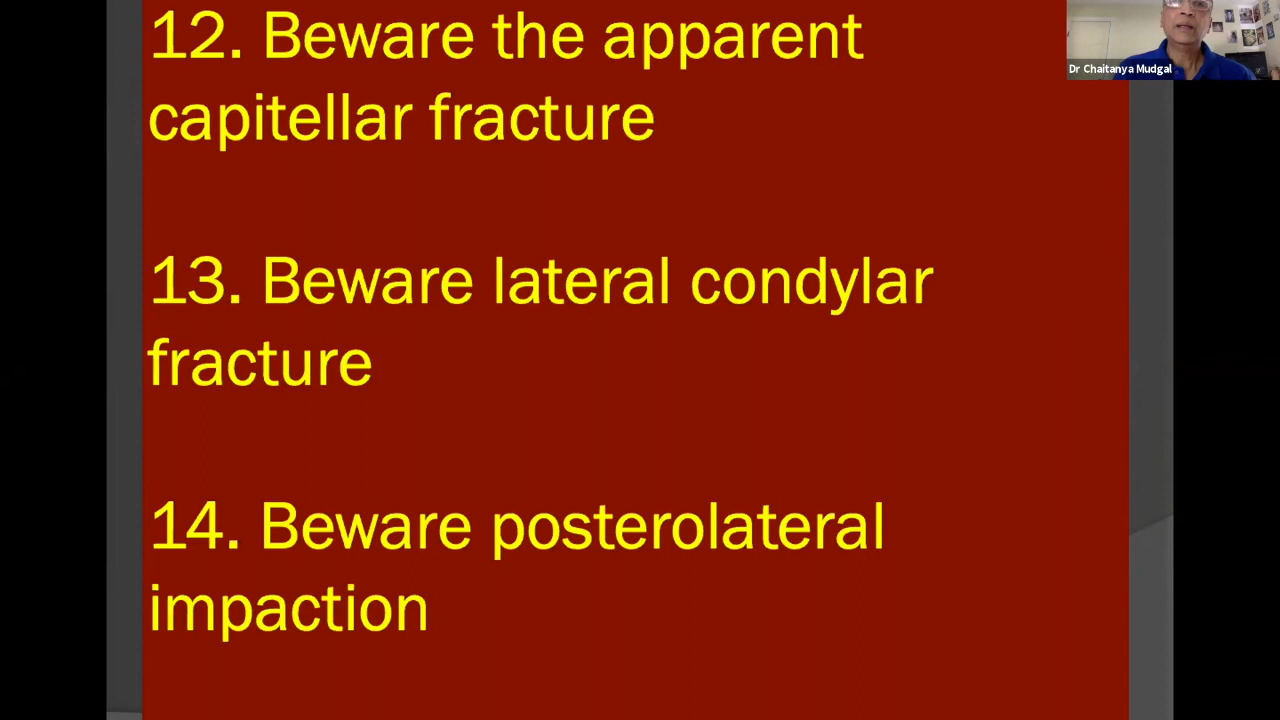 12. Beware the apparent
capitellar fracture
13. Beware lateral condylar
fracture
14. Beware posterolateral
impaction
Dr Chaitanya Mudgal